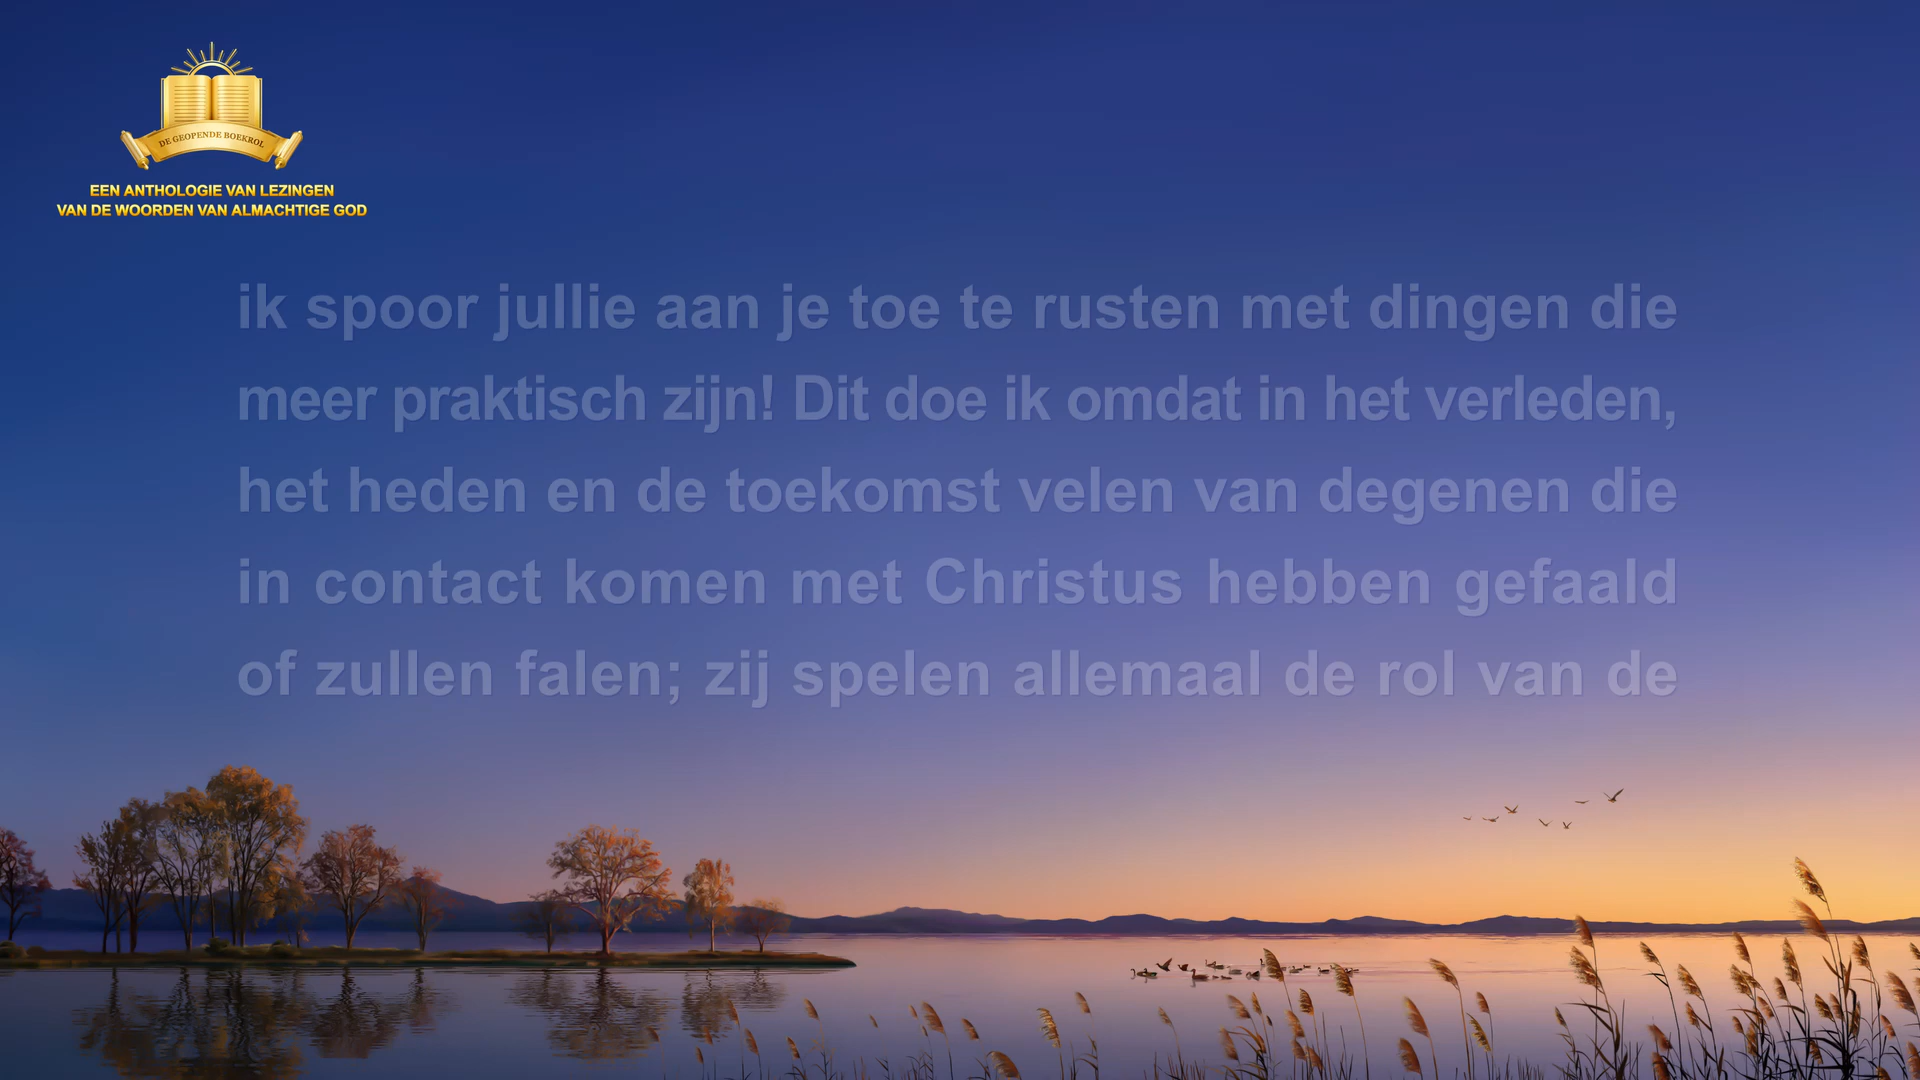 DE GEOPENDE BOEKROL
EEN ANTHOLOGIE VAN LEZINGEN
VAN DE WOORDEN VAN ALMACHTIGE GOD
ik spoor jullie aan je toe te rusten met dingen die
meer praktisch zijn! Dit doe ik omdat in het verleden,
het heden en de toekomst velen van degenen die
in contact komen met Christus hebben gefaald
of zullen falen; zij spelen allemaal de rol van de